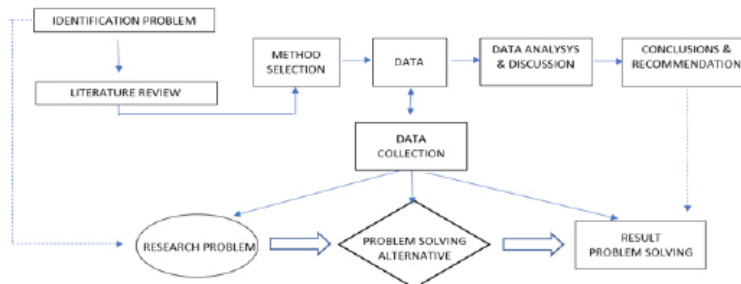 IDENTIFICATION PROBLEM
LITERATURE REVIEW
METHOD
SELECTION
DATA
DATA ANALYSYS
& DISCUSSION
CONCLUSIONS &
RECOMMENDATION
DATA
COLLECTION
RESEARCH PROBLEM
PROBLEM SOLVING
ALTERNATIVE
RESULT
PROBLEM SOLVING